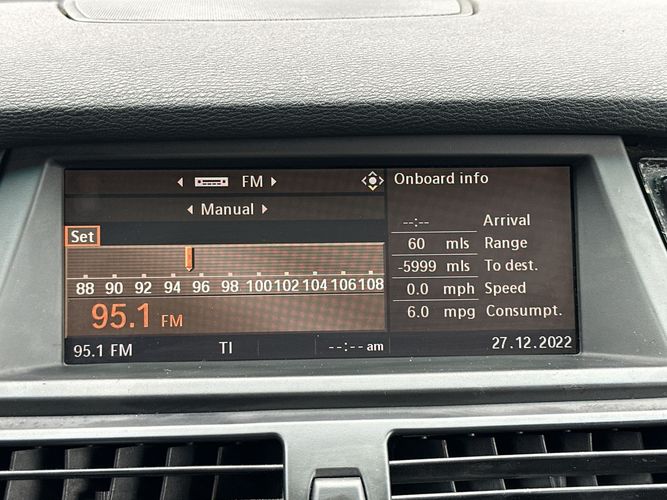 FM
Manual
Set
88 90 92 94 96 98 100 102 104 106 108
95.1 FM
Onboard info
--:-- Arrival
60 mls Range
-5999 mls To dest.
0.0 mph Speed
6.0 mpg Consumpt.
95.1 FM TI --:-- am 27.12.2022